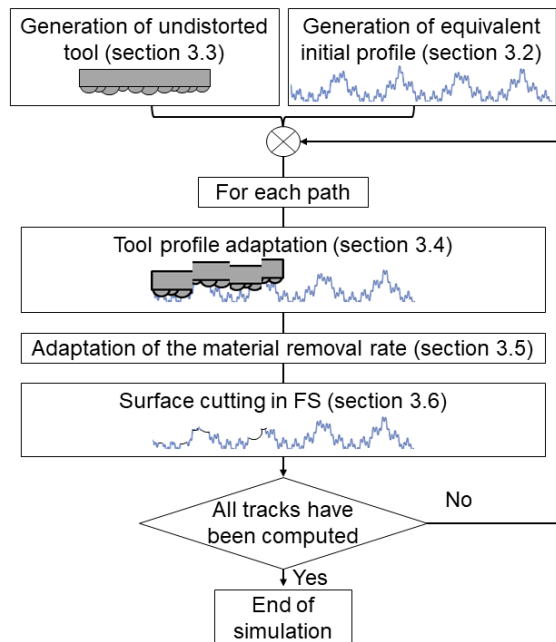 Generation of undistorted
tool (section 3.3)
Generation of equivalent
initial profile (section 3.2)
For each path
Tool profile adaptation (section 3.4)
Adaptation of the material removal rate (section 3.5)
Surface cutting in FS (section 3.6)
All tracks have
been computed
No
Yes
End of
simulation